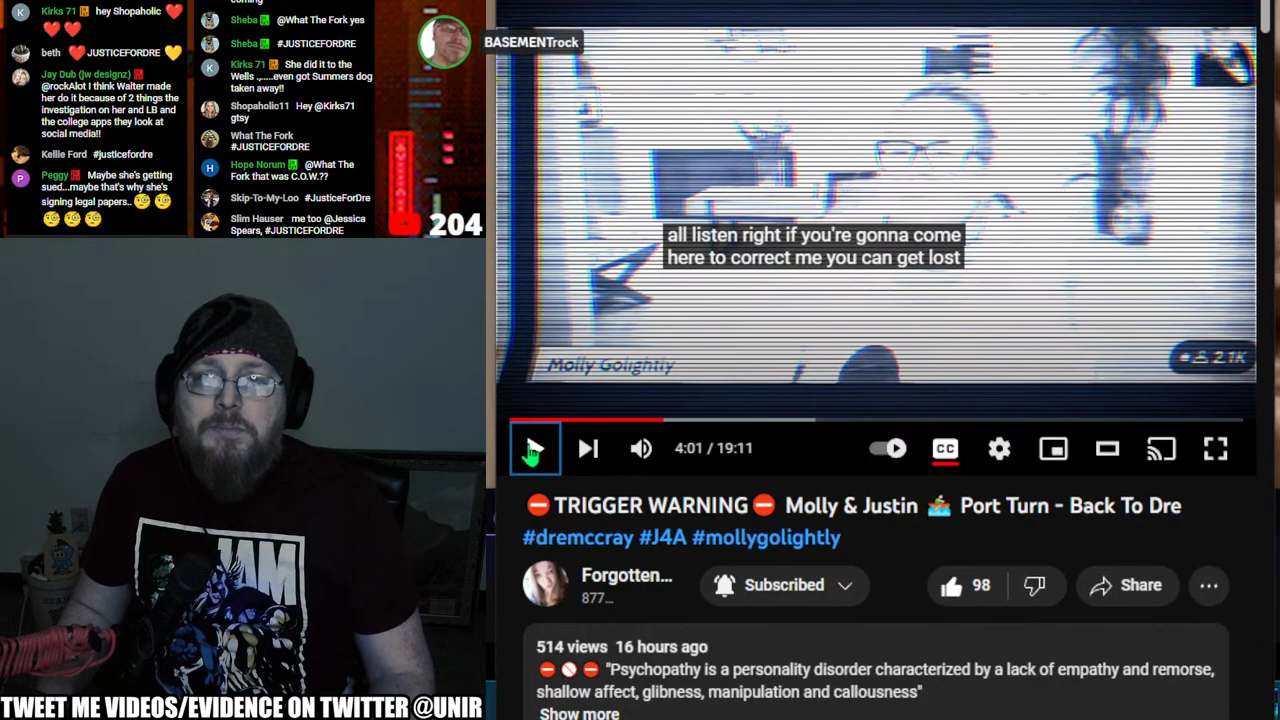 Kirks 71 hey Shopaholic
beth JUSTICEFORDRE
Jay Dub (jw designz)
@rockAlot I think Walter made
her do it because of 2 things the
investigation on her and LB and
the college apps they look at
social media!!
Kellie Ford #justicefordre
Peggy Maybe she's getting
sued...maybe that's why she's
signing legal papers..
coming
Sheba @What The Fork yes
Sheba #JUSTICEFORDRE
Kirks 71 She did it to the
Wells .....even got Summers dog
taken away!!
Shopaholic11 Hey @Kirks71
gtsy
What The Fork
#JUSTICEFORDRE
Hope Norum @What The
Fork that was C.O.W.??
Skip-To-My-Loo #JusticeForDre
Slim Hauser me too @Jessica
Spears, #JUSTICEFORDRE
204
BASEMENTrock
all listen right if you're gonna come
here to correct me you can get lost
Molly Golightly
2.1K
4:01 / 19:11
CC
⛔TRIGGER WARNING⛔ Molly & Justin 🚣 Port Turn - Back To Dre
#dremccray #J4A #mollygolightly
Forgotten...
877...
Subscribed
98
Share
514 views 16 hours ago
⛔🚫⛔ "Psychopathy is a personality disorder characterized by a lack of empathy and remorse,
shallow affect, glibness, manipulation and callousness"
Show more
JAM
TWEET ME VIDEOS/EVIDENCE ON TWITTER @UNIR